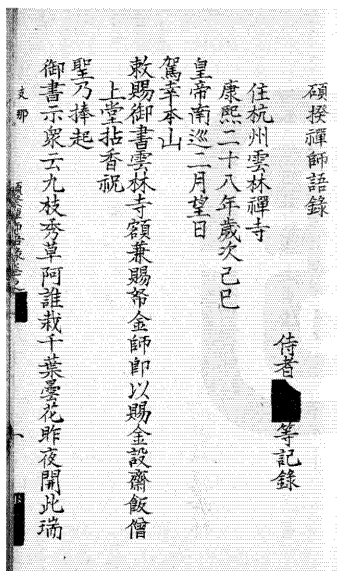 碩揆禪師語錄
侍者 等記錄
住杭州雲林禪寺
康熙二十八年歲次己巳
皇帝南巡二月望日
駕幸本山
敕賜御書雲林寺額兼賜帑金師即以賜金設齋飯僧
上堂拈香祝
聖乃捧起
御書示衆云九枝秀草阿誰栽千葉曇花昨夜開此瑞
支那